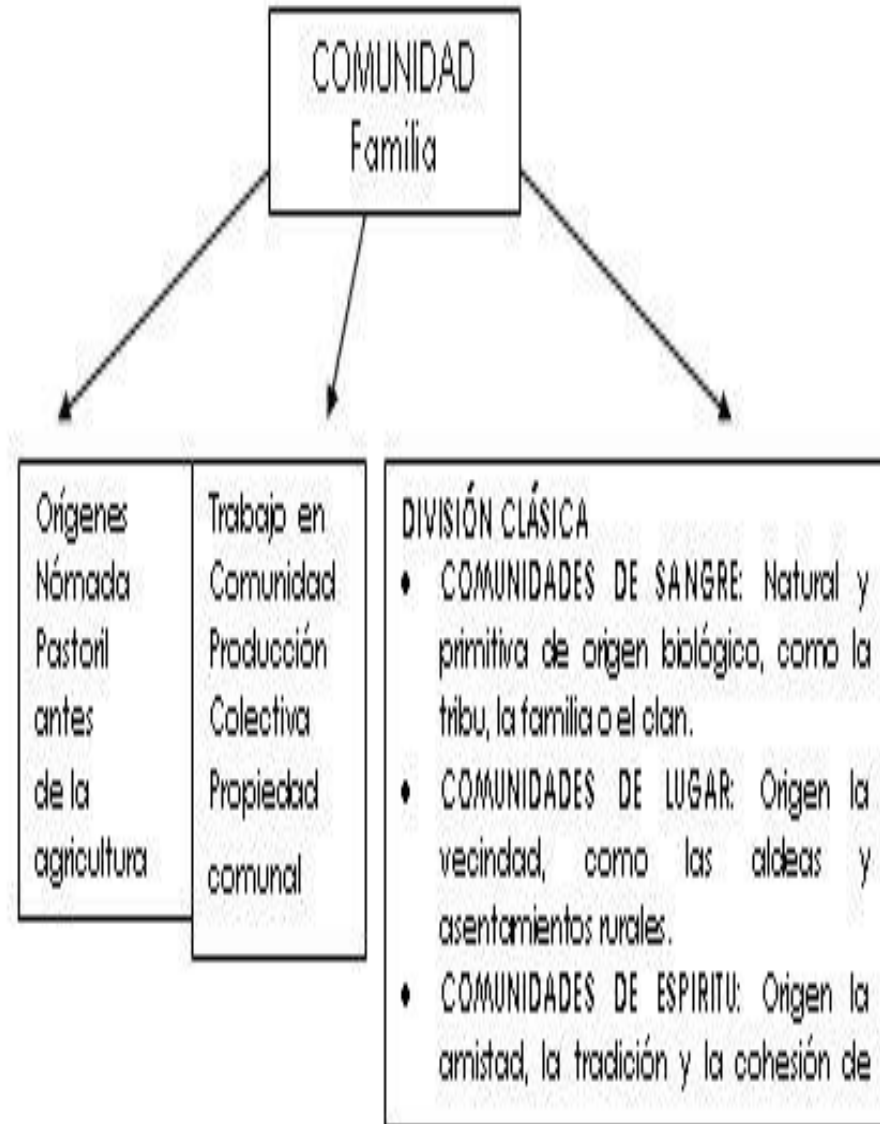 COMUNIDAD
Familia
Orígenes
Nómada
Pastoril
antes
de la
agricultura
Trabajo en
Comunidad
Producción
Colectiva
Propiedad
comunal
DIVISIÓN CLÁSICA
• COMUNIDADES DE SANGRE: Natural y
primitiva de origen biológico, como la
tribu, la familia o el clan.
• COMUNIDADES DE LUGAR: Origen la
vecindad, como las aldeas y
asentamientos rurales.
• COMUNIDADES DE ESPIRITU: Origen la
amistad, la tradición y la cohesión de